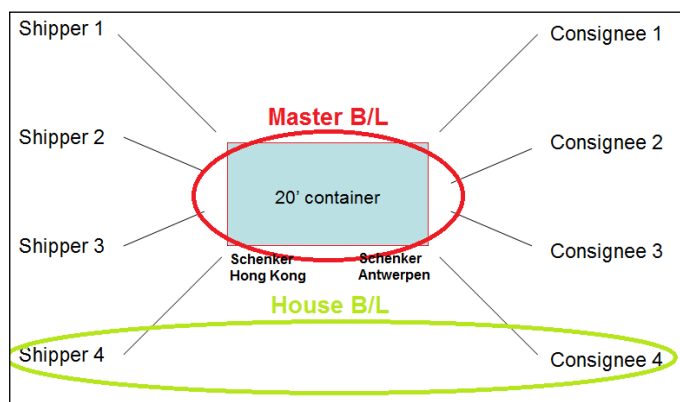 Shipper 1
Consignee 1
Master B/L
Shipper 2
Consignee 2
20' container
Shipper 3
Consignee 3
Schenker
Hong Kong
Schenker
Antwerpen
House B/L
Shipper 4
Consignee 4